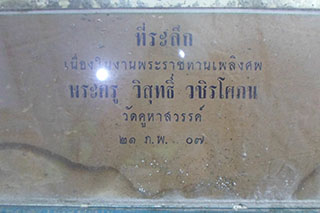 ที่ระลึก
เนื่องในงานพระราชทานเพลิงศพ
พระครู วิสุทธิ์ วชิรโศภน
วัดคูหาสวรรค์
๒๑ ภ.พ. ๐๗